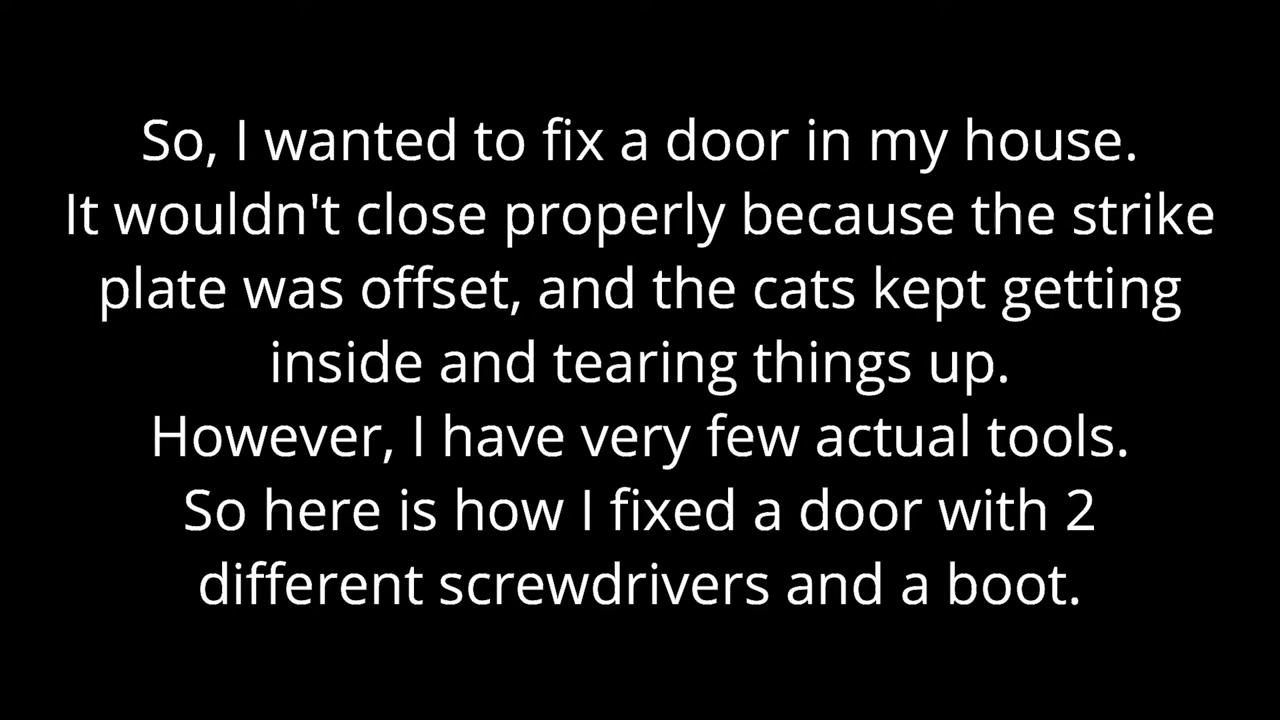 So, I wanted to fix a door in my house.
It wouldn't close properly because the strike
plate was offset, and the cats kept getting
inside and tearing things up.
However, I have very few actual tools.
So here is how I fixed a door with 2
different screwdrivers and a boot.